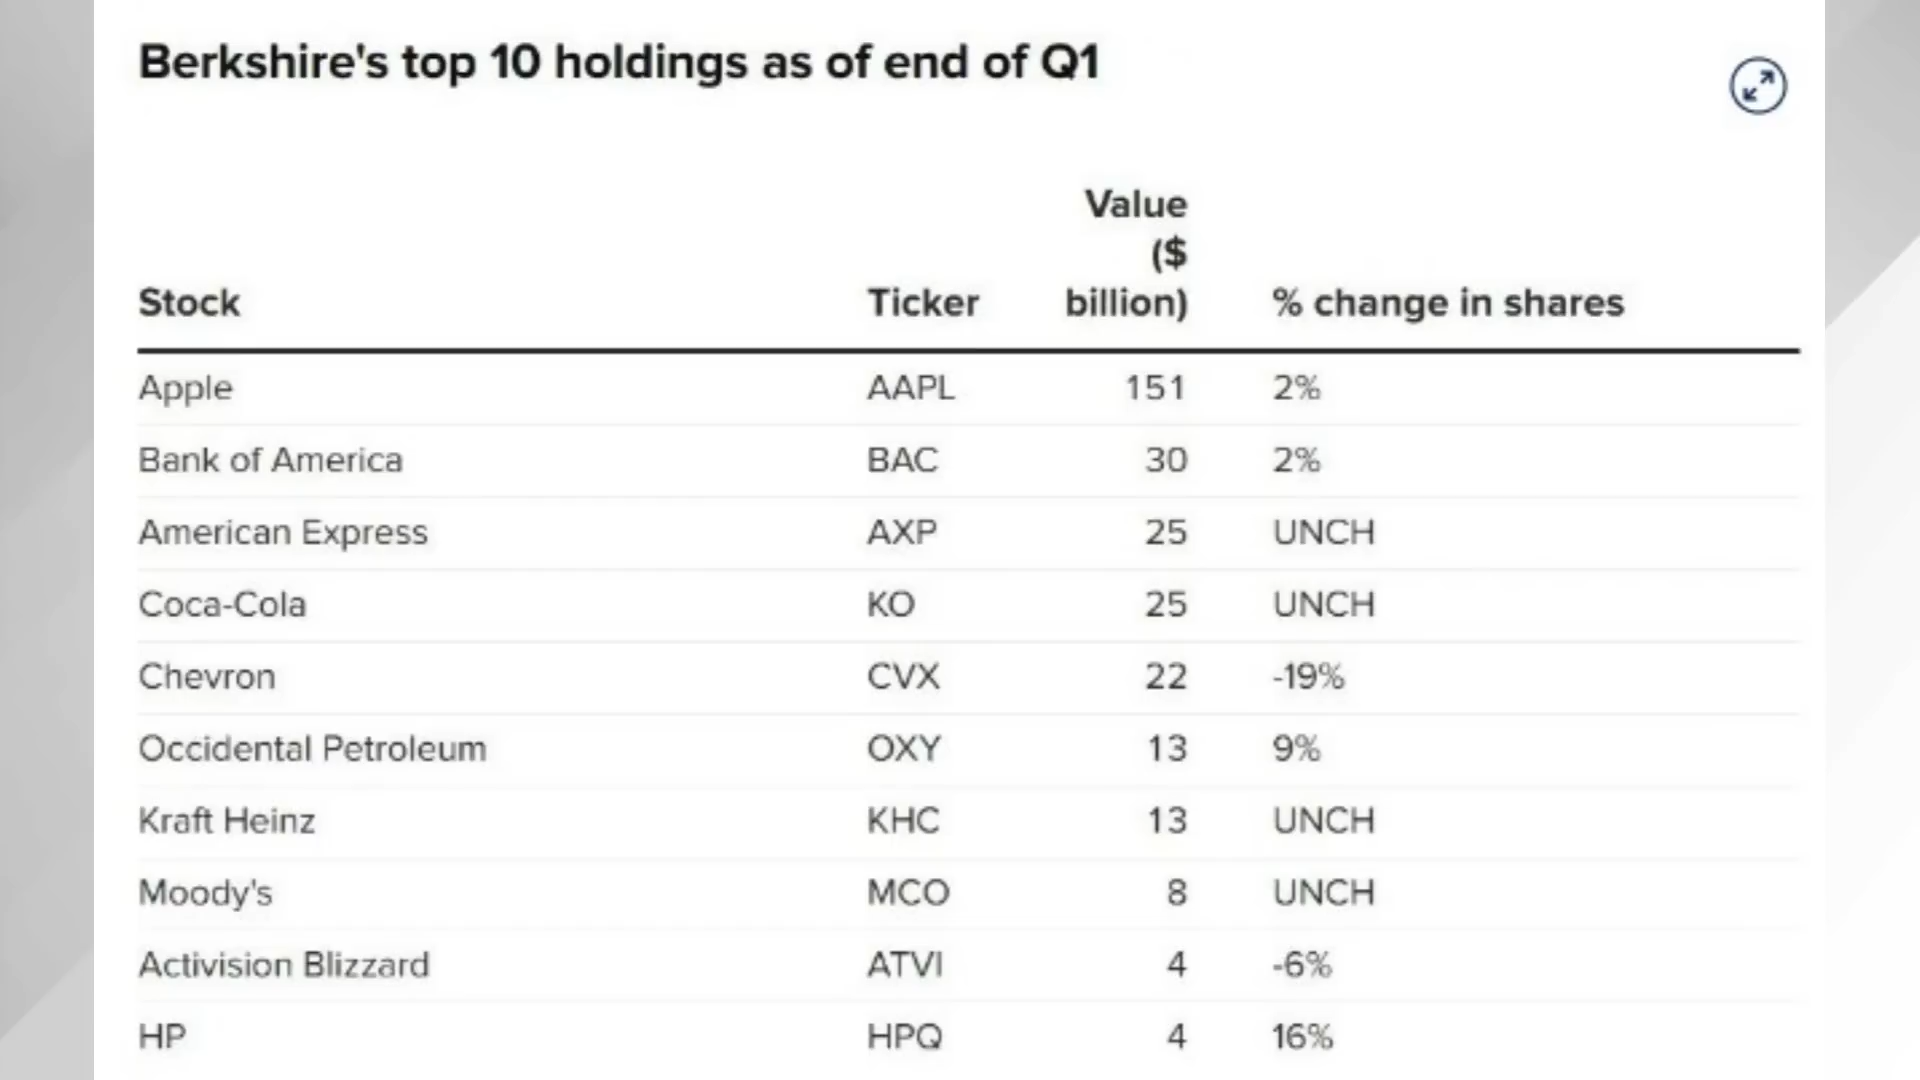 Berkshire's top 10 holdings as of end of Q1
Value
($
Stock Ticker billion) % change in shares
Apple AAPL 151 2%
Bank of America BAC 30 2%
American Express AXP 25 UNCH
Coca-Cola KO 25 UNCH
Chevron CVX 22 -19%
Occidental Petroleum OXY 13 9%
Kraft Heinz KHC 13 UNCH
Moody's MCO 8 UNCH
Activision Blizzard ATVI 4 -6%
HP HPQ 4 16%